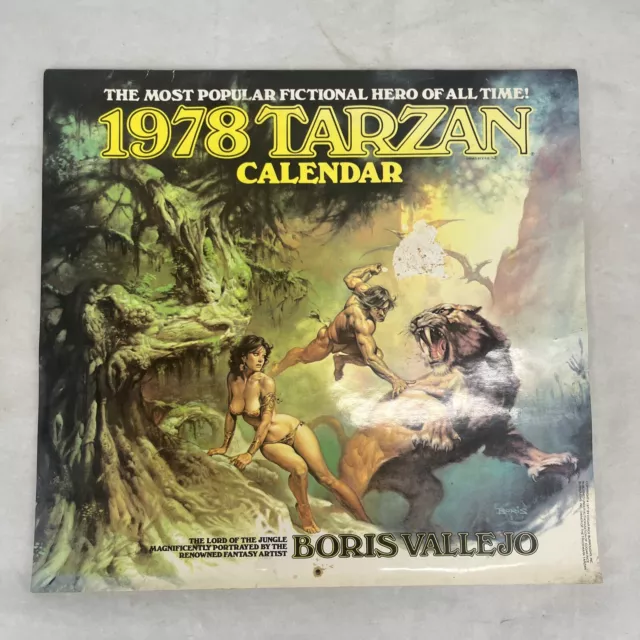 THE MOST POPULAR FICTIONAL HERO OF ALL TIME!
1978 TARZAN
CALENDAR
BORIS
THE LORD OF THE JUNGLE
MAGNIFICENTLY PORTRAYED BY THE
RENOWNED FANTASY ARTIST
BORIS VALLEJO